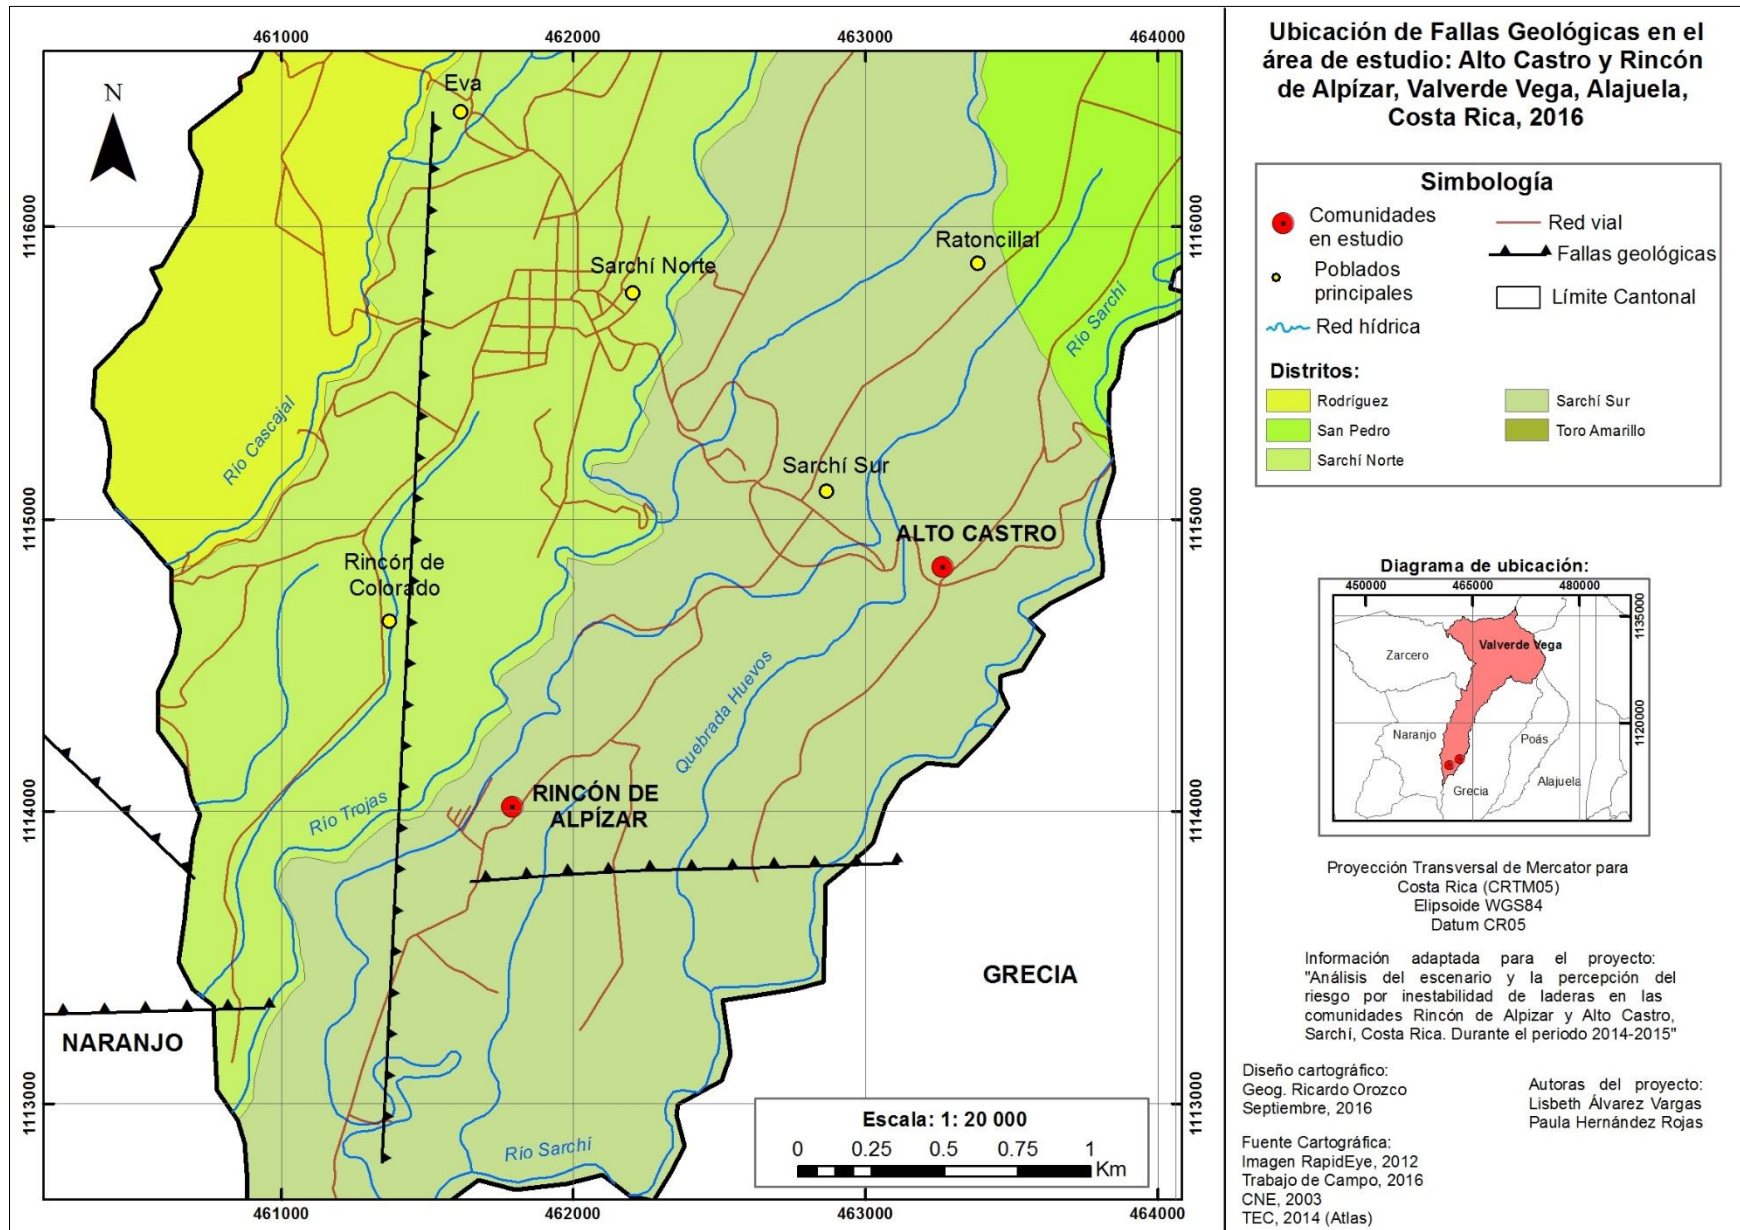 461000
462000
463000
464000
N
Eva
1116000
1116000
Ratoncillal
Sarchí Norte
Río Sarchí
Río Cascajal
Sarchí Sur
1115000
1115000
ALTO CASTRO
Rincón de
Colorado
Quebrada Huevos
Río Trojas
RINCÓN DE
ALPÍZAR
1114000
1114000
GRECIA
NARANJO
1113000
1113000
Río Sarchí
Escala: 1: 20 000
0 0.25 0.5 0.75 1
Km
461000
462000
463000
464000
Ubicación de Fallas Geológicas en el
área de estudio: Alto Castro y Rincón
de Alpízar, Valverde Vega, Alajuela,
Costa Rica, 2016
Simbología
Comunidades
en estudio
Poblados
principales
Red hídrica
Red vial
Fallas geológicas
Límite Cantonal
Distritos:
Rodríguez
San Pedro
Sarchí Norte
Sarchí Sur
Toro Amarillo
Diagrama de ubicación:
450000 465000 480000
1135000
1120000
Valverde Vega
Zarcero
Naranjo
Poás
Grecia
Alajuela
Proyección Transversal de Mercator para
Costa Rica (CRTM05)
Elipsoide WGS84
Datum CR05
Información adaptada para el proyecto:
"Análisis del escenario y la percepción del
riesgo por inestabilidad de laderas en las
comunidades Rincón de Alpizar y Alto Castro,
Sarchí, Costa Rica. Durante el periodo 2014-2015"
Diseño cartográfico:
Geog. Ricardo Orozco
Septiembre, 2016
Autoras del proyecto:
Lisbeth Álvarez Vargas
Paula Hernández Rojas
Fuente Cartográfica:
Imagen RapidEye, 2012
Trabajo de Campo, 2016
CNE, 2003
TEC, 2014 (Atlas)